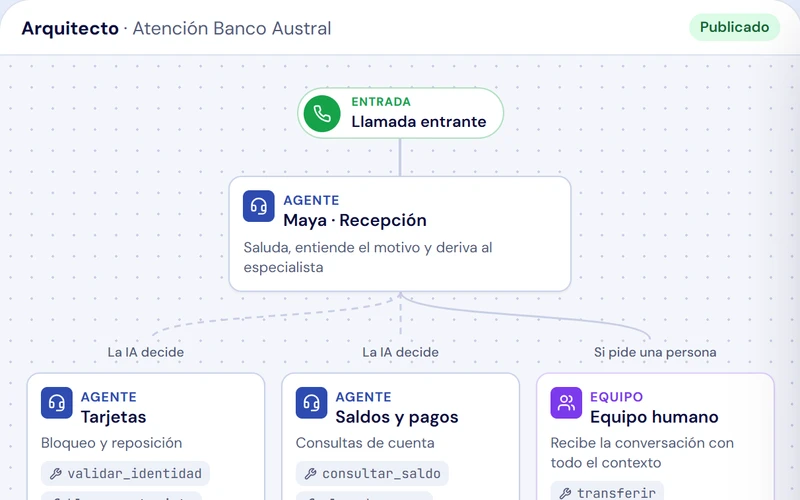 Arquitecto · Atención Banco Austral
Publicado
ENTRADA
Llamada entrante
AGENTE
Maya · Recepción
Saluda, entiende el motivo y deriva al
especialista
La IA decide
La IA decide
Si pide una persona
AGENTE
Tarjetas
Bloqueo y reposición
validar_identidad
AGENTE
Saldos y pagos
Consultas de cuenta
consultar_saldo
EQUIPO
Equipo humano
Recibe la conversación con
todo el contexto
transferir